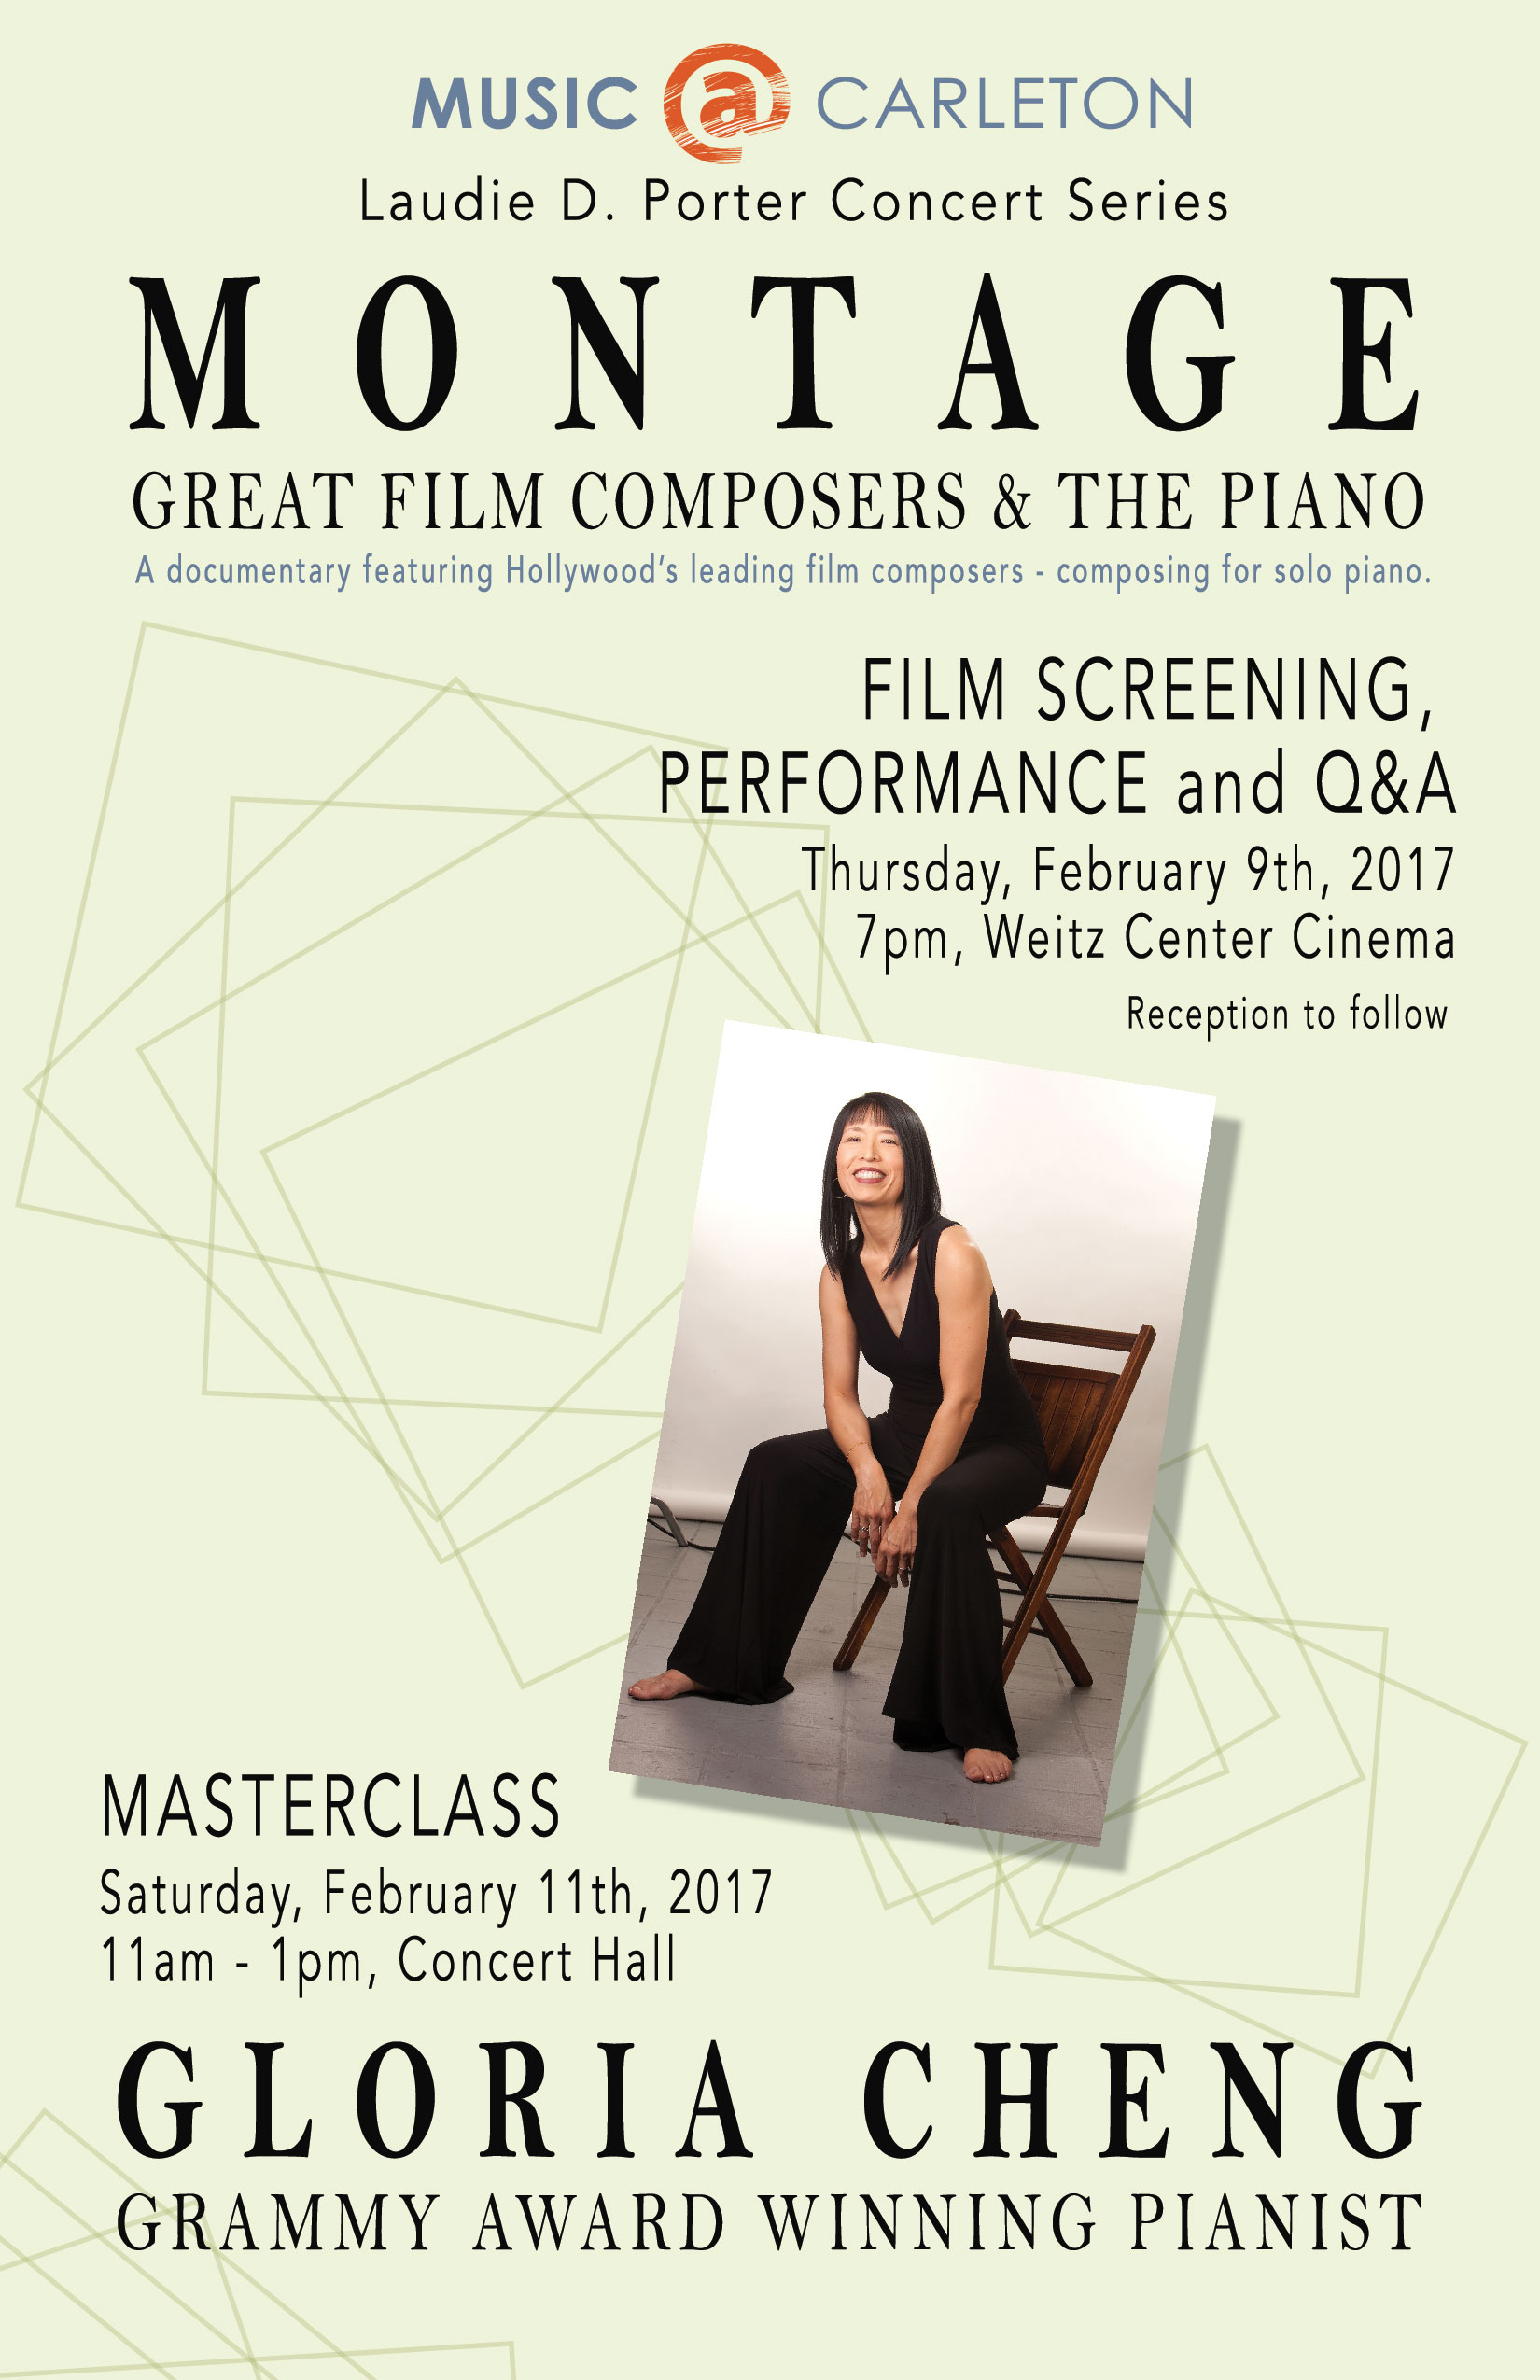 MUSIC @ CARLETON
Laudie D. Porter Concert Series
MONTAGE
GREAT FILM COMPOSERS & THE PIANO
A documentary featuring Hollywood's leading film composers - composing for solo piano.
FILM SCREENING,
PERFORMANCE and Q&A
Thursday, February 9th, 2017
7pm, Weitz Center Cinema
Reception to follow
MASTERCLASS
Saturday, February 11th, 2017
11am - 1pm, Concert Hall
GLORIA CHENG
GRAMMY AWARD WINNING PIANIST